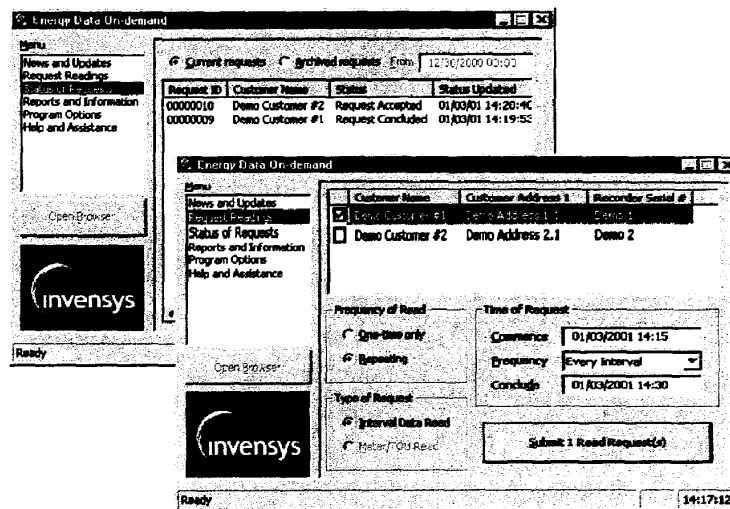 Energy Data On-demand
Menu
News and Updates
Request Readings
Status of Requests
Reports and Information
Program Options
Help and Assistance
Open Browser
invensys
Ready
Current requests Archived requests From 12/30/2000 00:00
Request ID Customer Name Status Status Updated
00000010 Demo Customer #2 Request Accepted 01/03/01 14:20:40
00000009 Demo Customer #1 Request Concluded 01/03/01 14:19:53
Energy Data On-demand
Menu
News and Updates
Request Readings
Status of Requests
Reports and Information
Program Options
Help and Assistance
Open Browser
invensys
Customer Name Customer Address 1 Recorder Serial #
Demo Customer #1 Demo Address 1.1 Demo 1
Demo Customer #2 Demo Address 2.1 Demo 2
Frequency of Read
One-time only
Repeating
Type of Request
Interval Data Read
Meter/TOU Read
Time of Request
Commence 01/03/2001 14:15
Frequency Every Interval
Conclude 01/03/2001 14:30
Submit 1 Read Request(s)
Ready 14:17:12